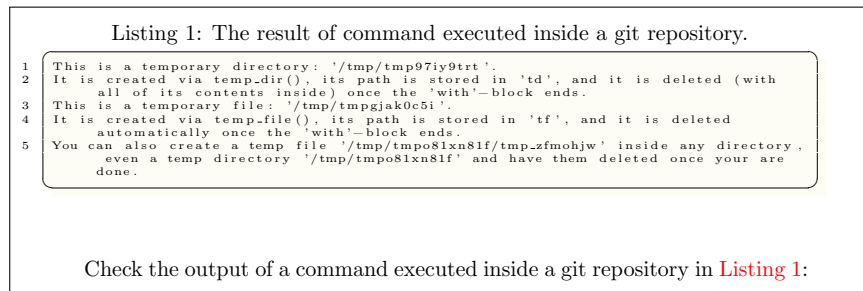 Listing 1: The result of command executed inside a git repository.
1 This is a temporary directory: '/tmp/tmp97iy9trt'.
2 It is created via temp_dir(), its path is stored in 'td', and it is deleted (with
all of its contents inside) once the 'with'−block ends.
3 This is a temporary file: '/tmp/tmpgjak0c5i'.
4 It is created via temp_file(), its path is stored in 'tf', and it is deleted
automatically once the 'with'−block ends.
5 You can also create a temp file '/tmp/tmpo81xn81f/tmp_zfmohjw' inside any directory,
even a temp directory '/tmp/tmpo81xn81f' and have them deleted once your are
done.
Check the output of a command executed inside a git repository in Listing 1: